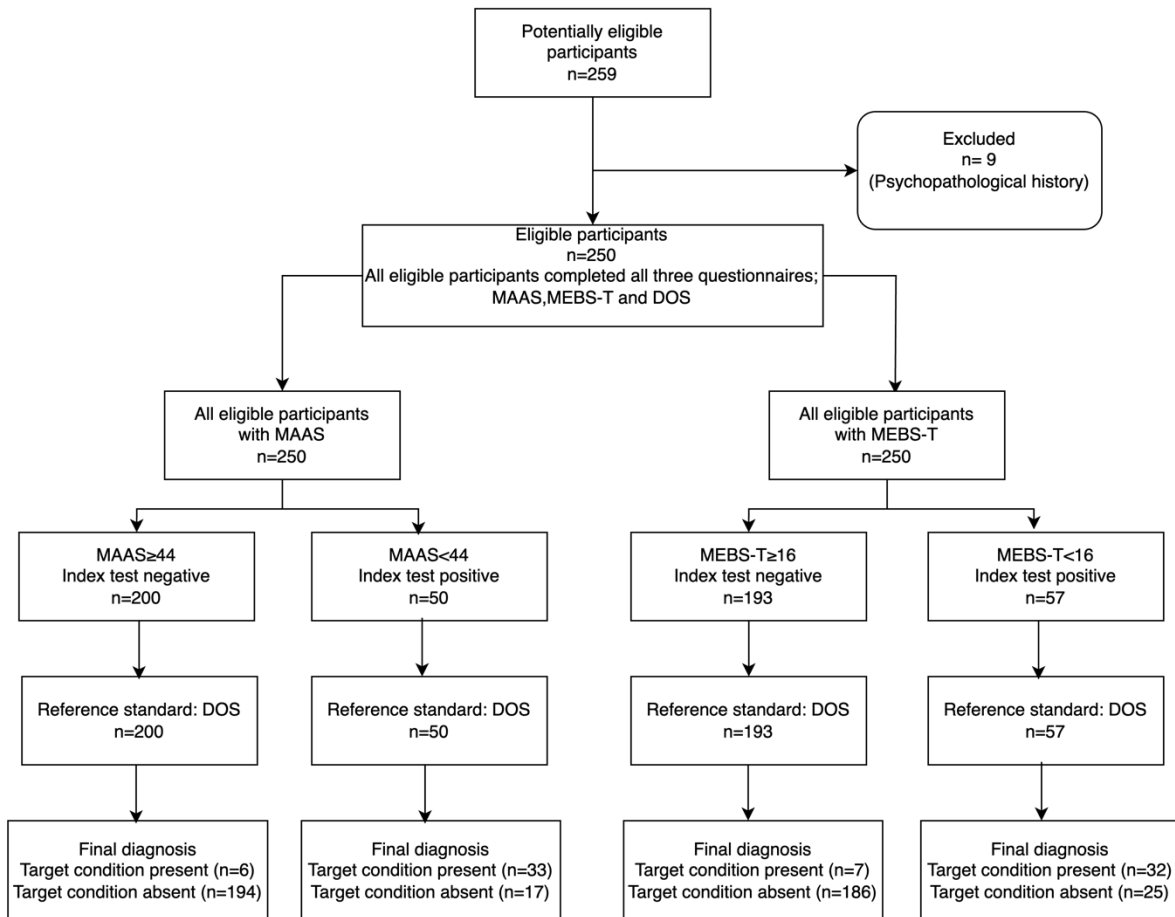 Potentially eligible
participants
n=259
Excluded
n= 9
(Psychopathological history)
Eligible participants
n=250
All eligible participants completed all three questionnaires;
MAAS,MEBS-T and DOS
All eligible participants
with MAAS
n=250
All eligible participants
with MEBS-T
n=250
MAAS≥44
Index test negative
n=200
MAAS<44
Index test positive
n=50
MEBS-T≥16
Index test negative
n=193
MEBS-T<16
Index test positive
n=57
Reference standard: DOS
n=200
Reference standard: DOS
n=50
Reference standard: DOS
n=193
Reference standard: DOS
n=57
Final diagnosis
Target condition present (n=6)
Target condition absent (n=194)
Final diagnosis
Target condition present (n=33)
Target condition absent (n=17)
Final diagnosis
Target condition present (n=7)
Target condition absent (n=186)
Final diagnosis
Target condition present (n=32)
Target condition absent (n=25)